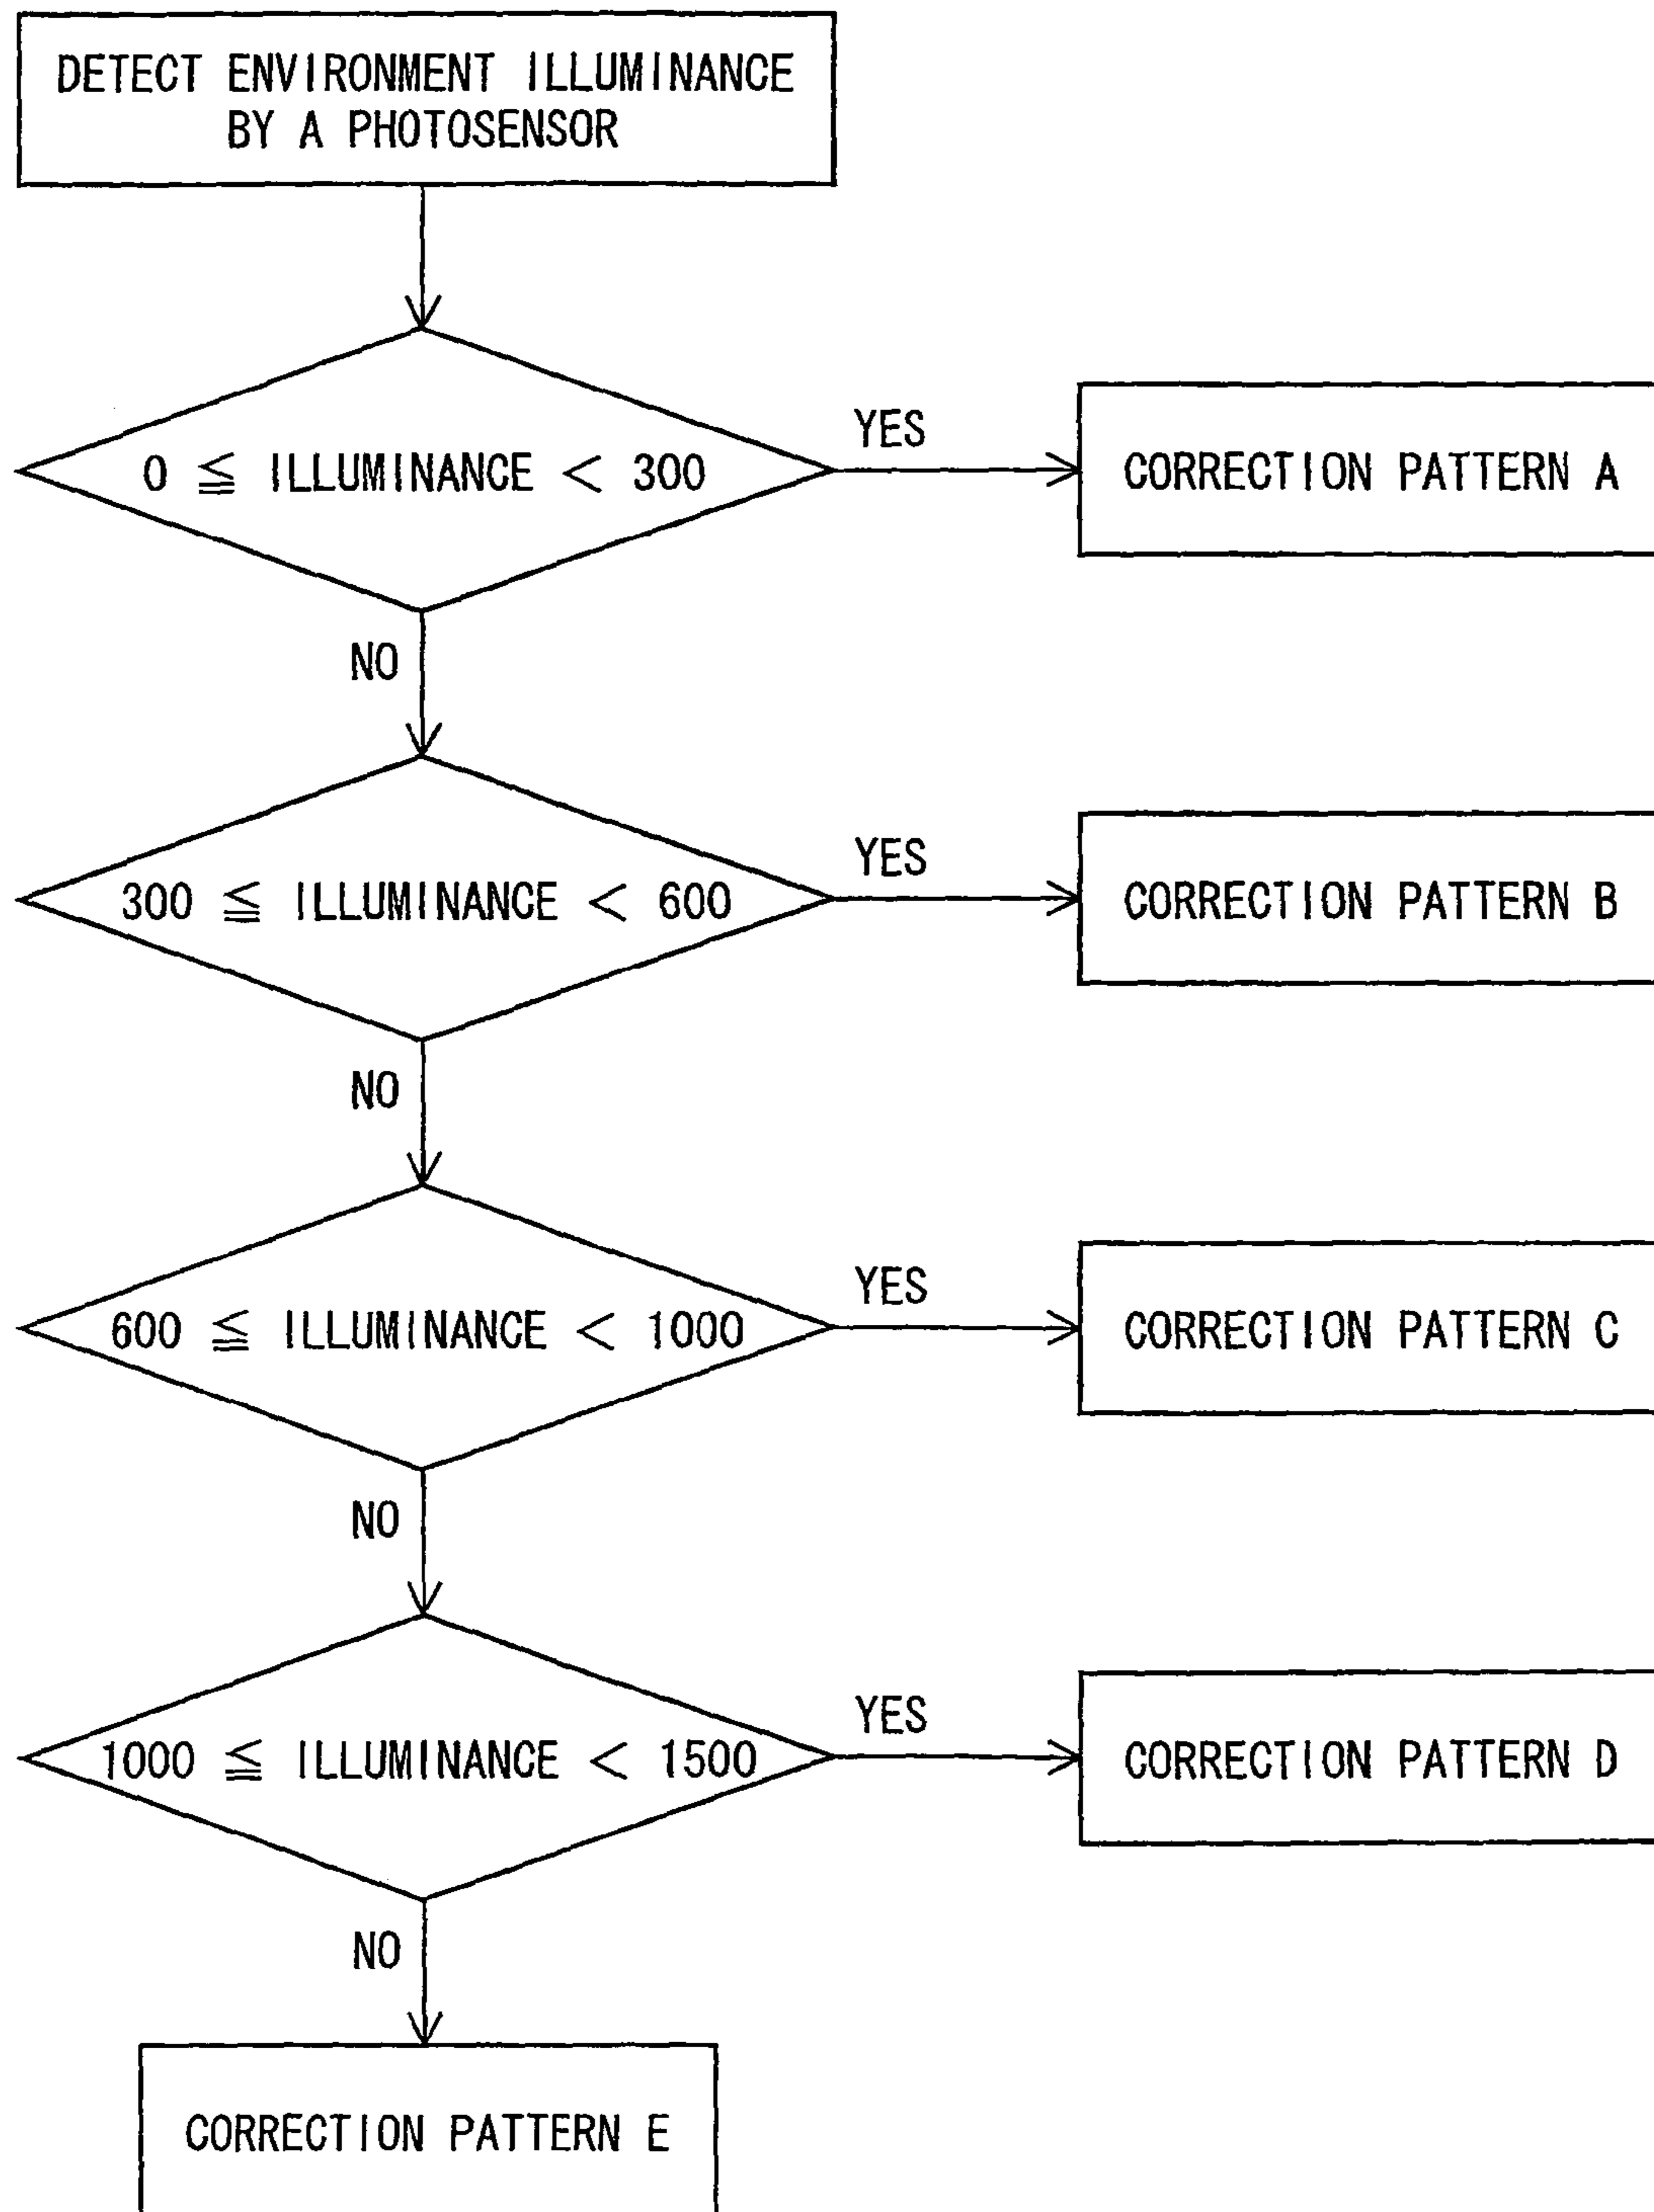 DETECT ENVIRONMENT ILLUMINANCE
BY A PHOTOSENSOR
0 ≦ ILLUMINANCE < 300
YES
CORRECTION PATTERN A
NO
300 ≦ ILLUMINANCE < 600
YES
CORRECTION PATTERN B
NO
600 ≦ ILLUMINANCE < 1000
YES
CORRECTION PATTERN C
NO
1000 ≦ ILLUMINANCE < 1500
YES
CORRECTION PATTERN D
NO
CORRECTION PATTERN E